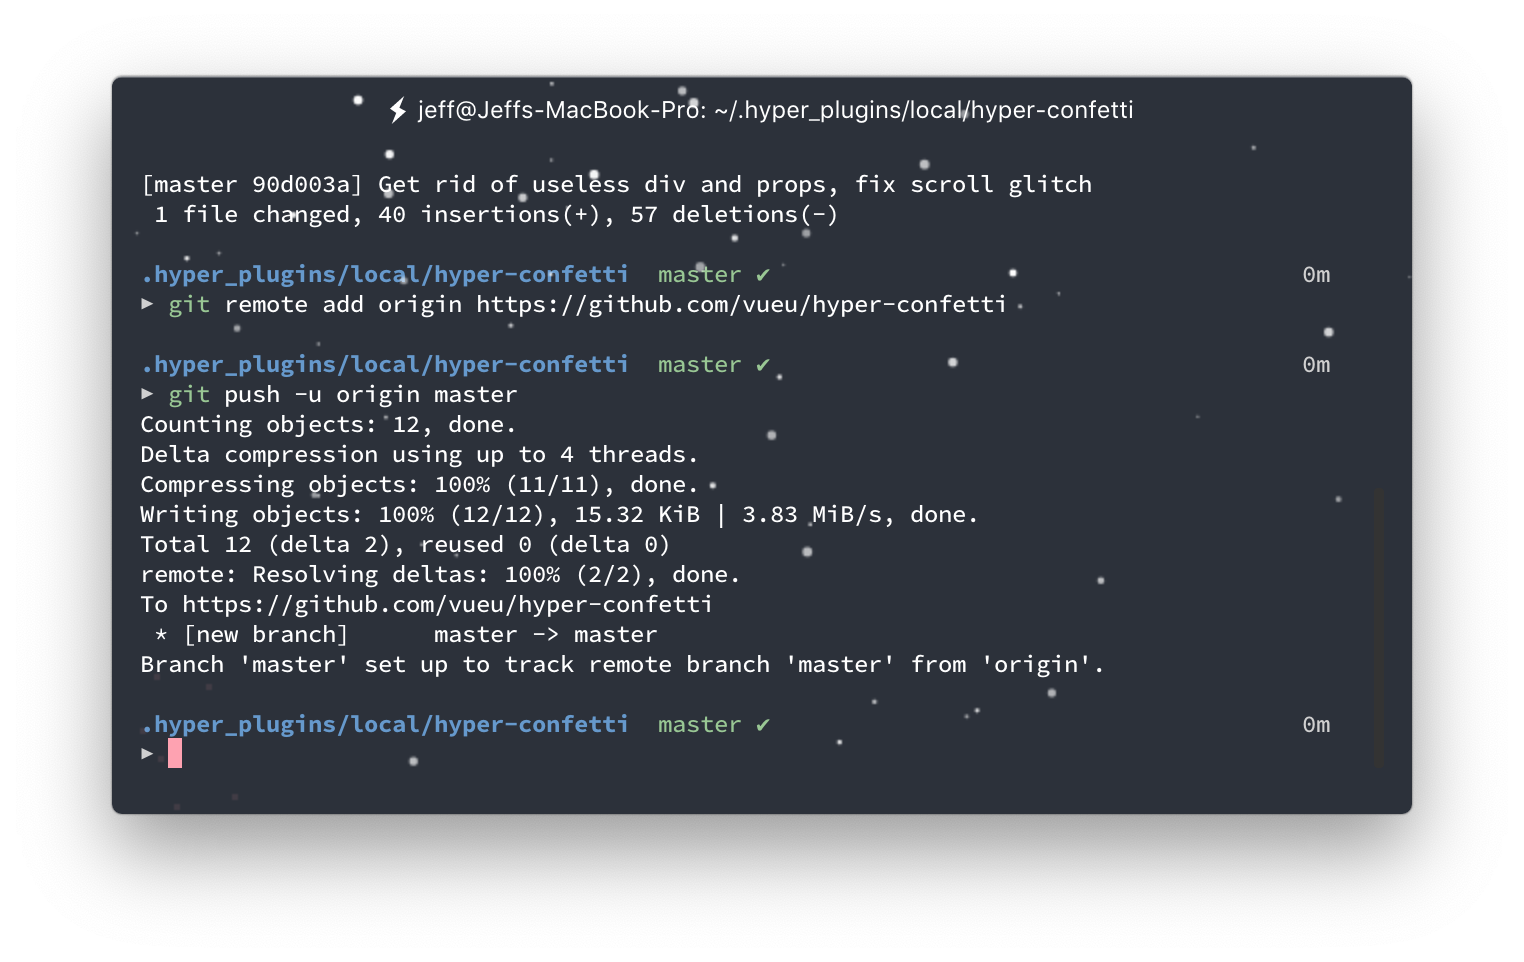 jeff@Jeffs-MacBook-Pro: ~/.hyper_plugins/local/hyper-confetti
[master 90d003a] Get rid of useless div and props, fix scroll glitch
 1 file changed, 40 insertions(+), 57 deletions(-)
.hyper_plugins/local/hyper-confetti  master ✔ 0m
▶ git remote add origin https://github.com/vueu/hyper-confetti
.hyper_plugins/local/hyper-confetti  master ✔ 0m
▶ git push -u origin master
Counting objects: 12, done.
Delta compression using up to 4 threads.
Compressing objects: 100% (11/11), done.
Writing objects: 100% (12/12), 15.32 KiB | 3.83 MiB/s, done.
Total 12 (delta 2), reused 0 (delta 0)
remote: Resolving deltas: 100% (2/2), done.
To https://github.com/vueu/hyper-confetti
 * [new branch]      master -> master
Branch 'master' set up to track remote branch 'master' from 'origin'.
.hyper_plugins/local/hyper-confetti  master ✔ 0m
▶